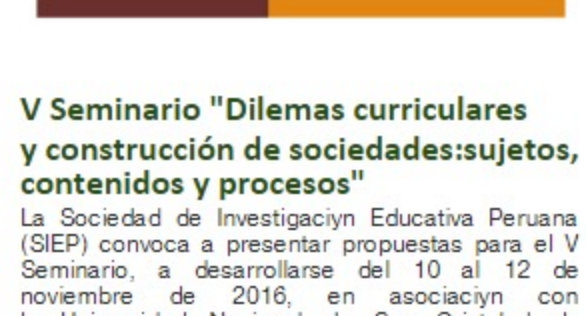 V Seminario "Dilemas curriculares
y construcción de sociedades:sujetos,
contenidos y procesos"
La Sociedad de Investigaciyn Educativa Peruana
(SIEP) convoca a presentar propuestas para el V
Seminario, a desarrollarse del 10 al 12 de
noviembre de 2016, en asociaciyn con